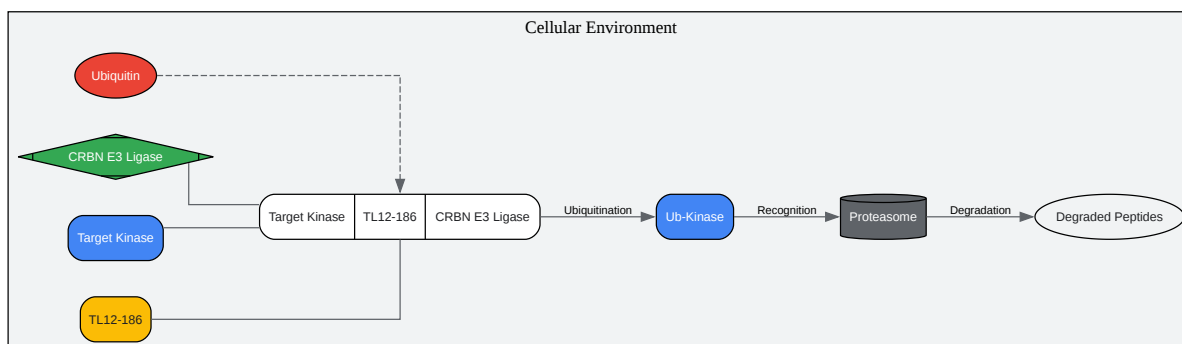 Cellular Environment
Ubiquitin
CRBN E3 Ligase
Target Kinase
TL12-186
Target Kinase
TL12-186
CRBN E3 Ligase
Ubiquitination
Ub-Kinase
Recognition
Proteasome
Degradation
Degraded Peptides